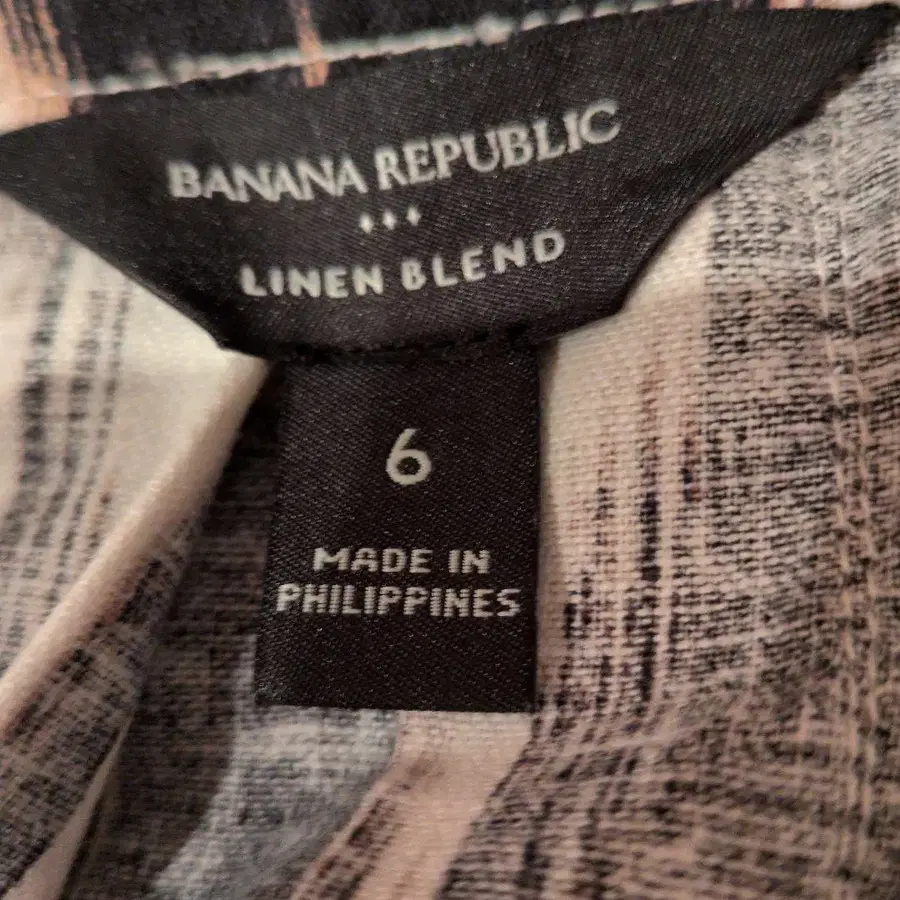 BANANA REPUBLIC
LINEN BLEND
6
MADE IN
PHILIPPINES